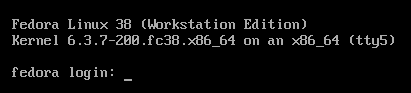 Fedora Linux 38 (Workstation Edition)
Kernel 6.3.7-200.fc38.x86_64 on an x86_64 (tty5)
fedora login: _